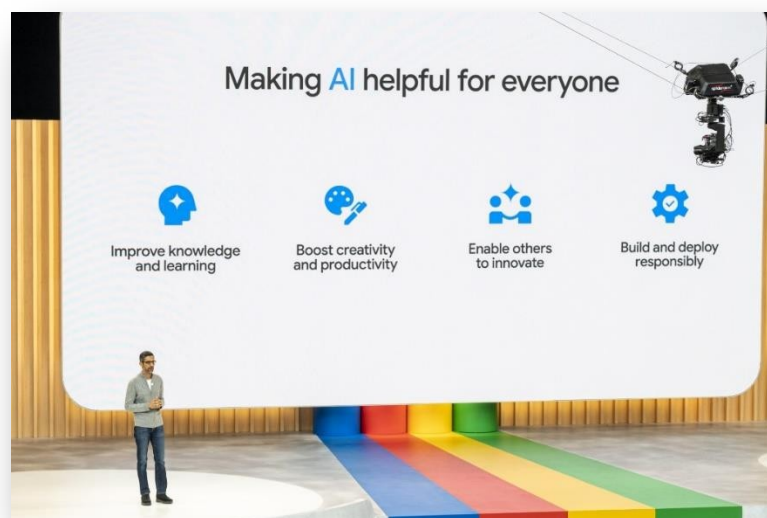 Making AI helpful for everyone
Improve knowledge
and learning
Boost creativity
and productivity
Enable others
to innovate
Build and deploy
responsibly